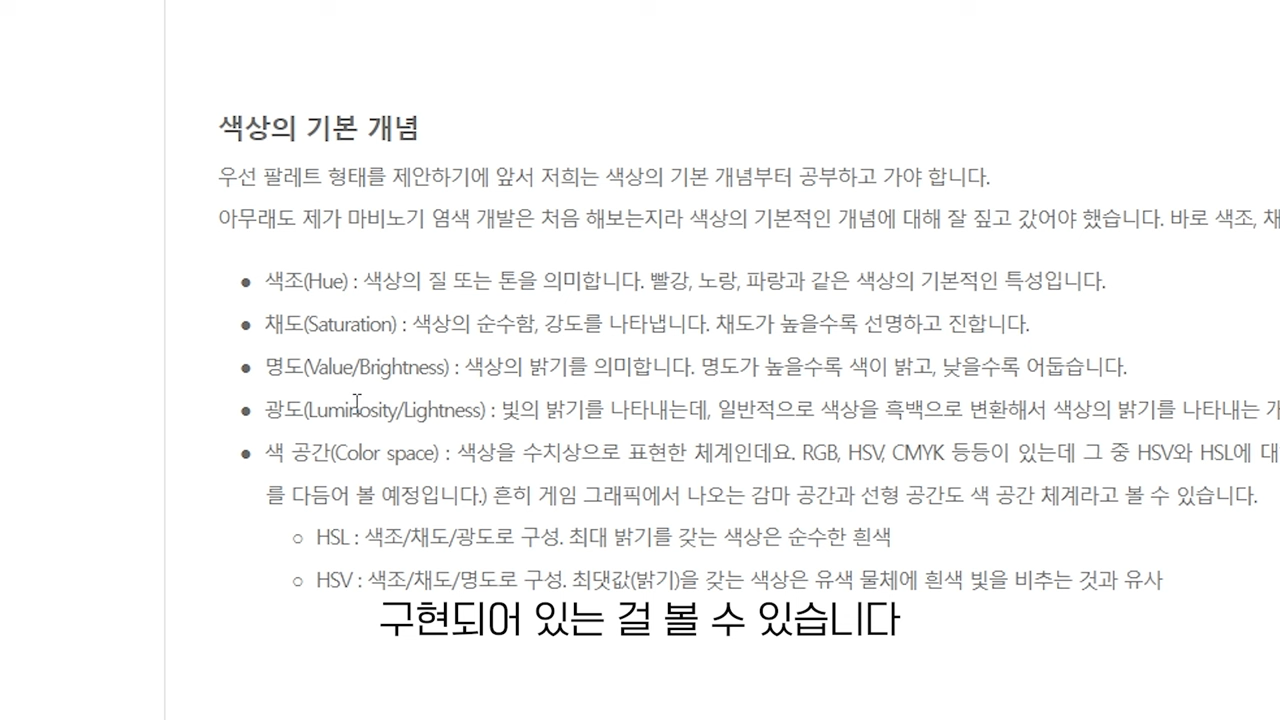 색상의 기본 개념
우선 팔레트 형태를 제안하기에 앞서 저희는 색상의 기본 개념부터 공부하고 가야 합니다.
아무래도 제가 마비노기 염색 개발은 처음 해보는지라 색상의 기본적인 개념에 대해 잘 짚고 갔어야 했습니다. 바로 색조, 채
● 색조(Hue) : 색상의 질 또는 톤을 의미합니다. 빨강, 노랑, 파랑과 같은 색상의 기본적인 특성입니다.
● 채도(Saturation) : 색상의 순수함, 강도를 나타냅니다. 채도가 높을수록 선명하고 진합니다.
● 명도(Value/Brightness) : 색상의 밝기를 의미합니다. 명도가 높을수록 색이 밝고, 낮을수록 어둡습니다.
● 광도(Luminosity/Lightness) : 빛의 밝기를 나타내는데, 일반적으로 색상을 흑백으로 변환해서 색상의 밝기를 나타내는
● 색 공간(Color space) : 색상을 수치상으로 표현한 체계인데요. RGB, HSV, CMYK 등등이 있는데 그 중 HSV와 HSL에 대
를 다듬어 볼 예정입니다.) 흔히 게임 그래픽에서 나오는 감마 공간과 선형 공간도 색 공간 체계라고 볼 수 있습니다.
○ HSL : 색조/채도/광도로 구성. 최대 밝기를 갖는 색상은 순수한 흰색
○ HSV : 색조/채도/명도로 구성. 최댓값(밝기)을 갖는 색상은 유색 물체에 흰색 빛을 비추는 것과 유사
구현되어 있는 걸 볼 수 있습니다